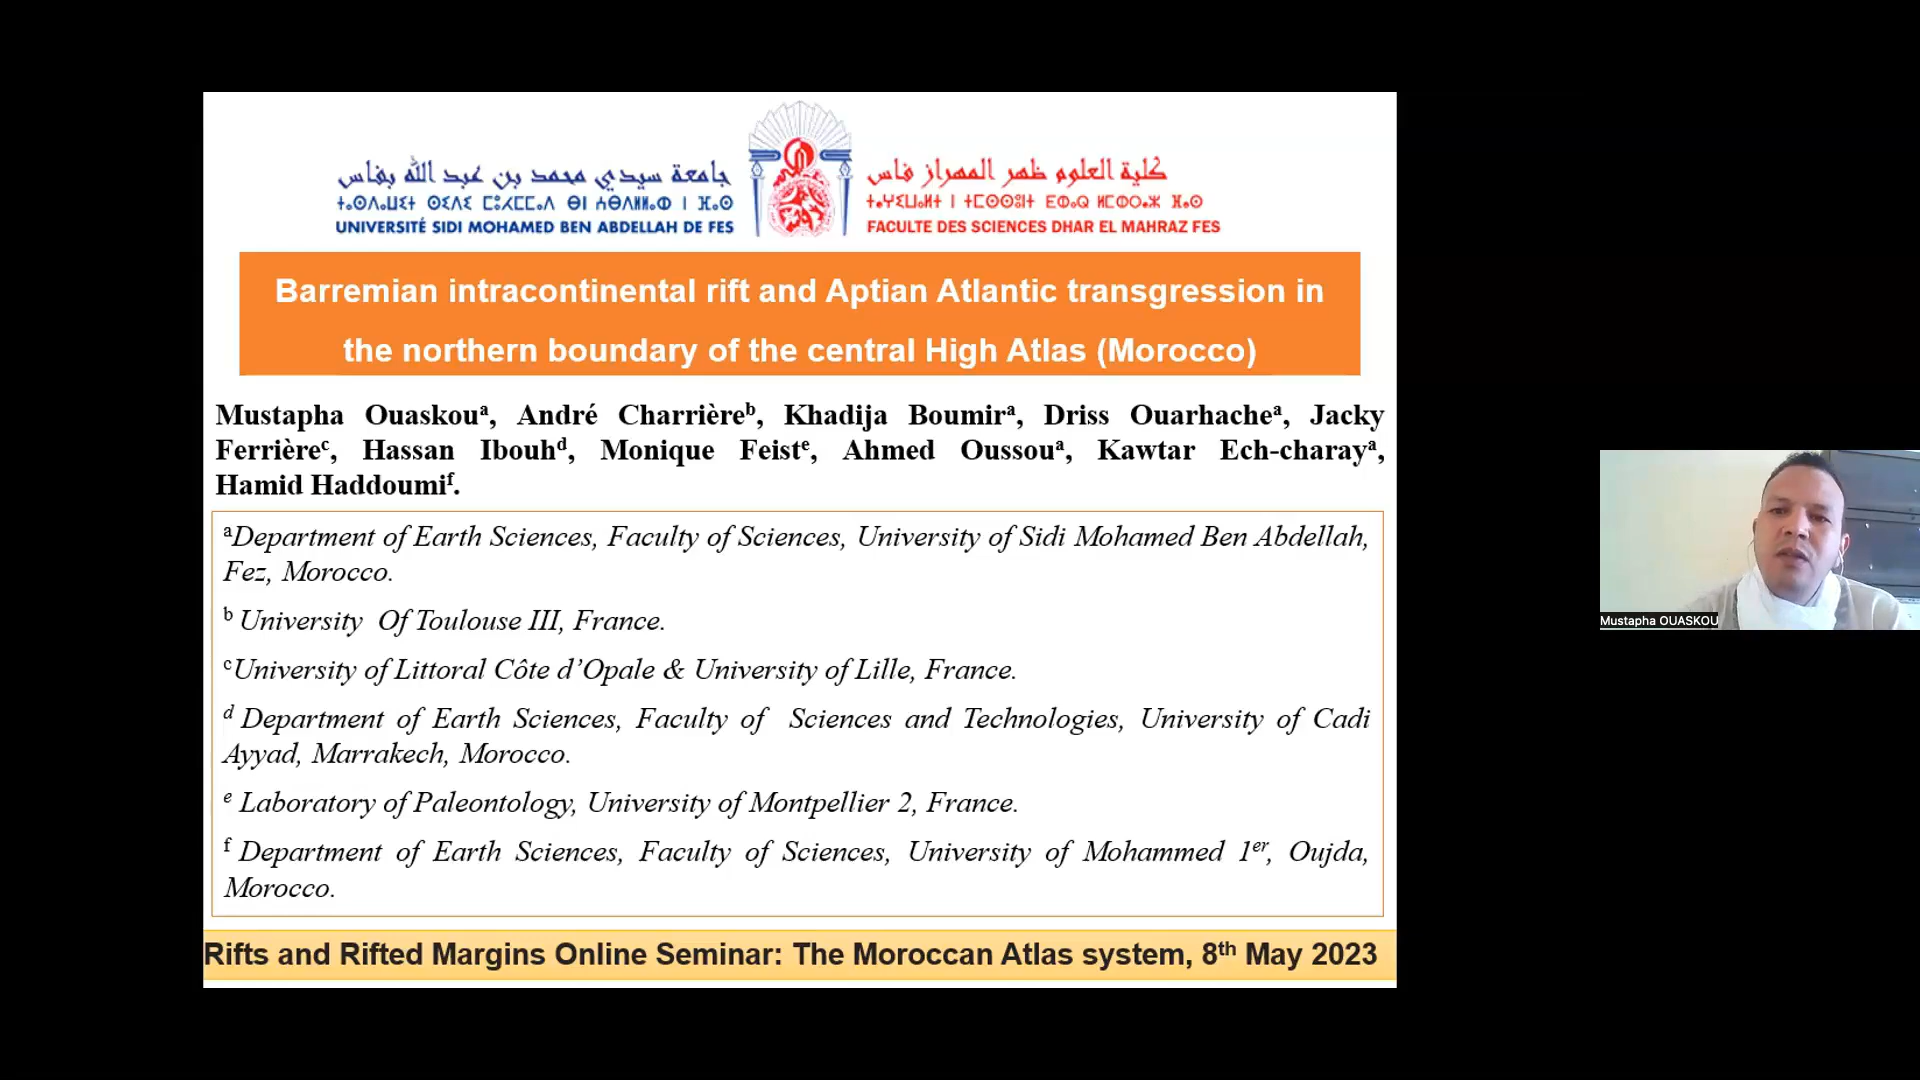 جامعة سيدي محمد بن عبد الله بفاس
ⵜⴰⵙⴷⴰⵡⵉⵜ ⵙⵉⴷⵉ ⵎⵓⵃⵎⵎⴰⴷ ⴱⵏ ⵄⴱⴷⵍⵍⴰⵀ ⵏ ⴼⴰⵙ
UNIVERSITÉ SIDI MOHAMED BEN ABDELLAH DE FES
كلية العلوم ظهر المهراز فاس
FACULTE DES SCIENCES DHAR EL MAHRAZ FES
Barremian intracontinental rift and Aptian Atlantic transgression in
the northern boundary of the central High Atlas (Morocco)
Mustapha Ouaskouᵃ, André Charrièreᵇ, Khadija Boumirᵃ, Driss Ouarhacheᵃ, Jacky
Ferrièreᶜ, Hassan Ibouhᵈ, Monique Feistᵉ, Ahmed Oussouᵃ, Kawtar Ech-charayᵃ,
Hamid Haddoumiᶠ.
ᵃDepartment of Earth Sciences, Faculty of Sciences, University of Sidi Mohamed Ben Abdellah,
Fez, Morocco.
ᵇ University Of Toulouse III, France.
ᶜUniversity of Littoral Côte d’Opale & University of Lille, France.
ᵈ Department of Earth Sciences, Faculty of Sciences and Technologies, University of Cadi
Ayyad, Marrakech, Morocco.
ᵉ Laboratory of Paleontology, University of Montpellier 2, France.
ᶠ Department of Earth Sciences, Faculty of Sciences, University of Mohammed 1ᵉʳ, Oujda,
Morocco.
Rifts and Rifted Margins Online Seminar: The Moroccan Atlas system, 8ᵗʰ May 2023
Mustapha OUASKOU